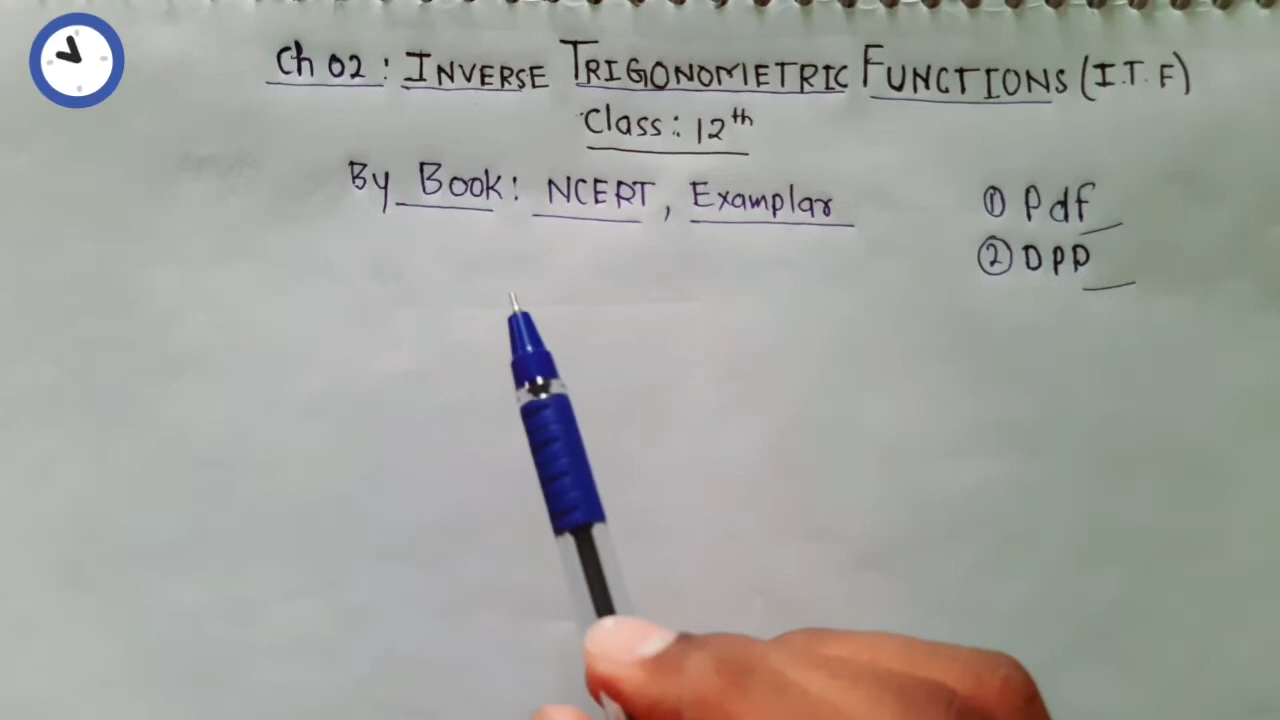 Ch 02: INVERSE TRIGONOMETRIC FUNCTIONS (I.T.F)
Class: 12th
By Book: NCERT, Examplar
① Pdf
② DPP